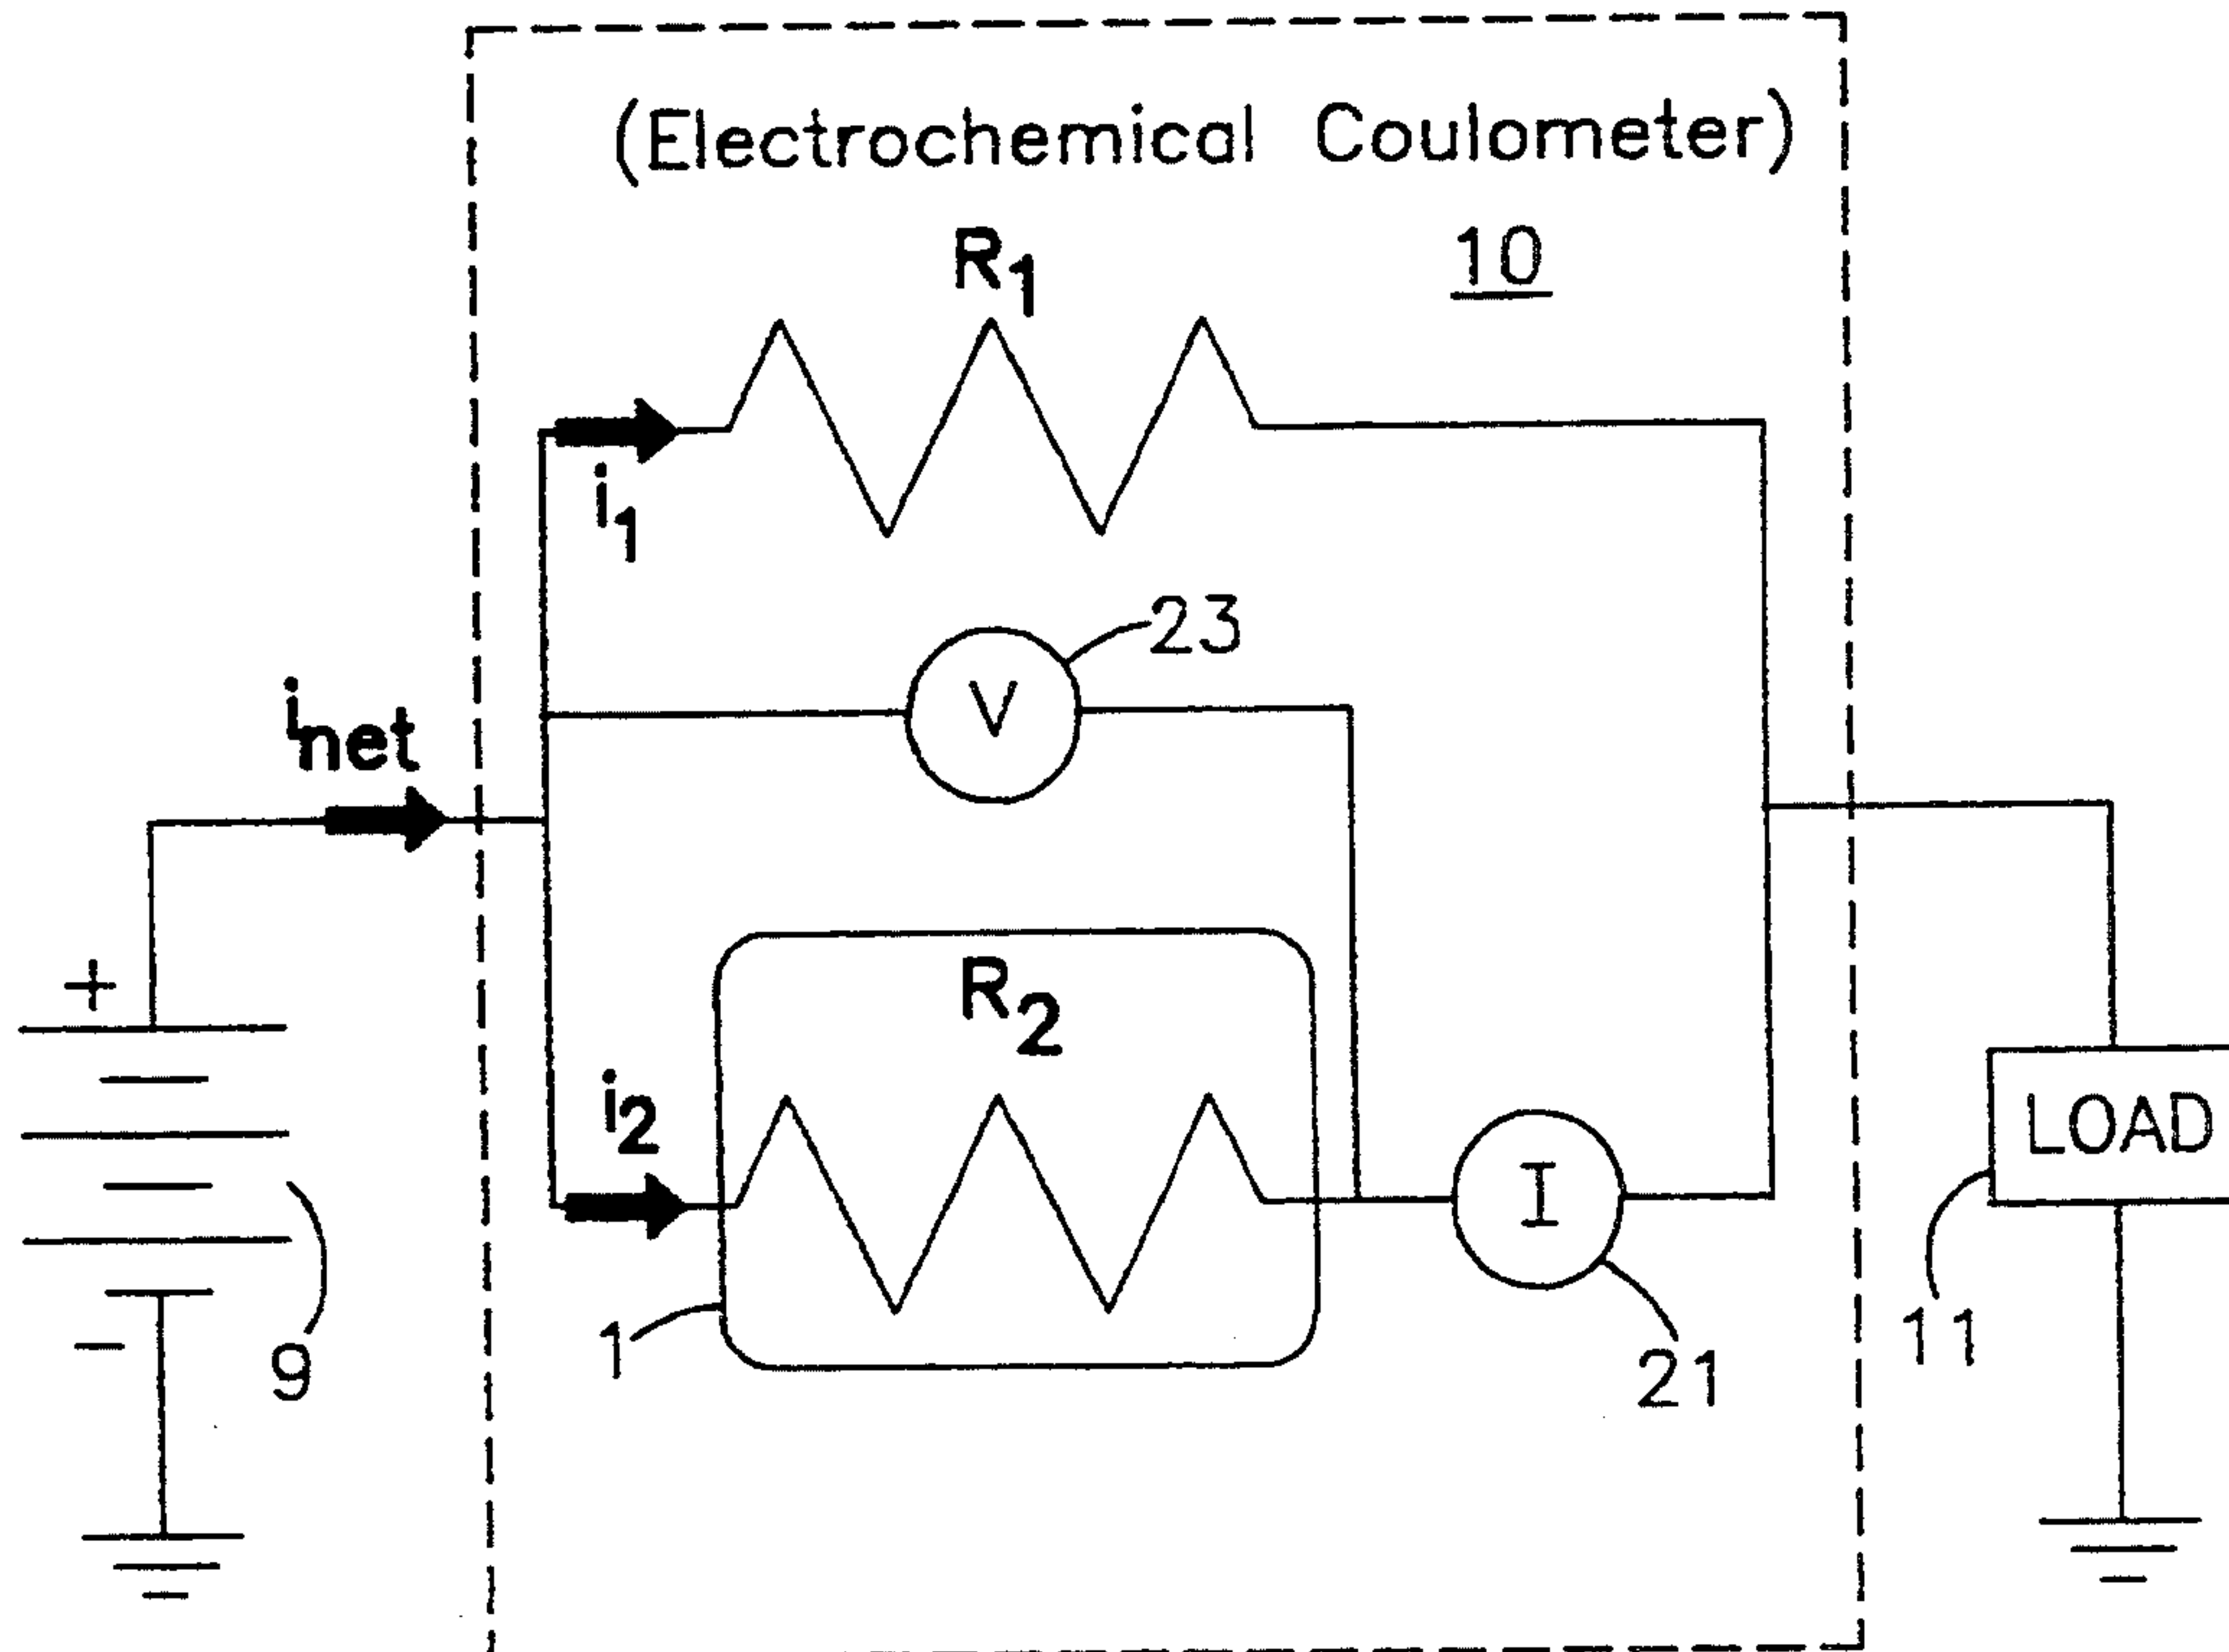 (Electrochemical Coulometer)
R1
10
i1
23
V
inet
+
R2
i2
LOAD
I
-
9
1
21
11